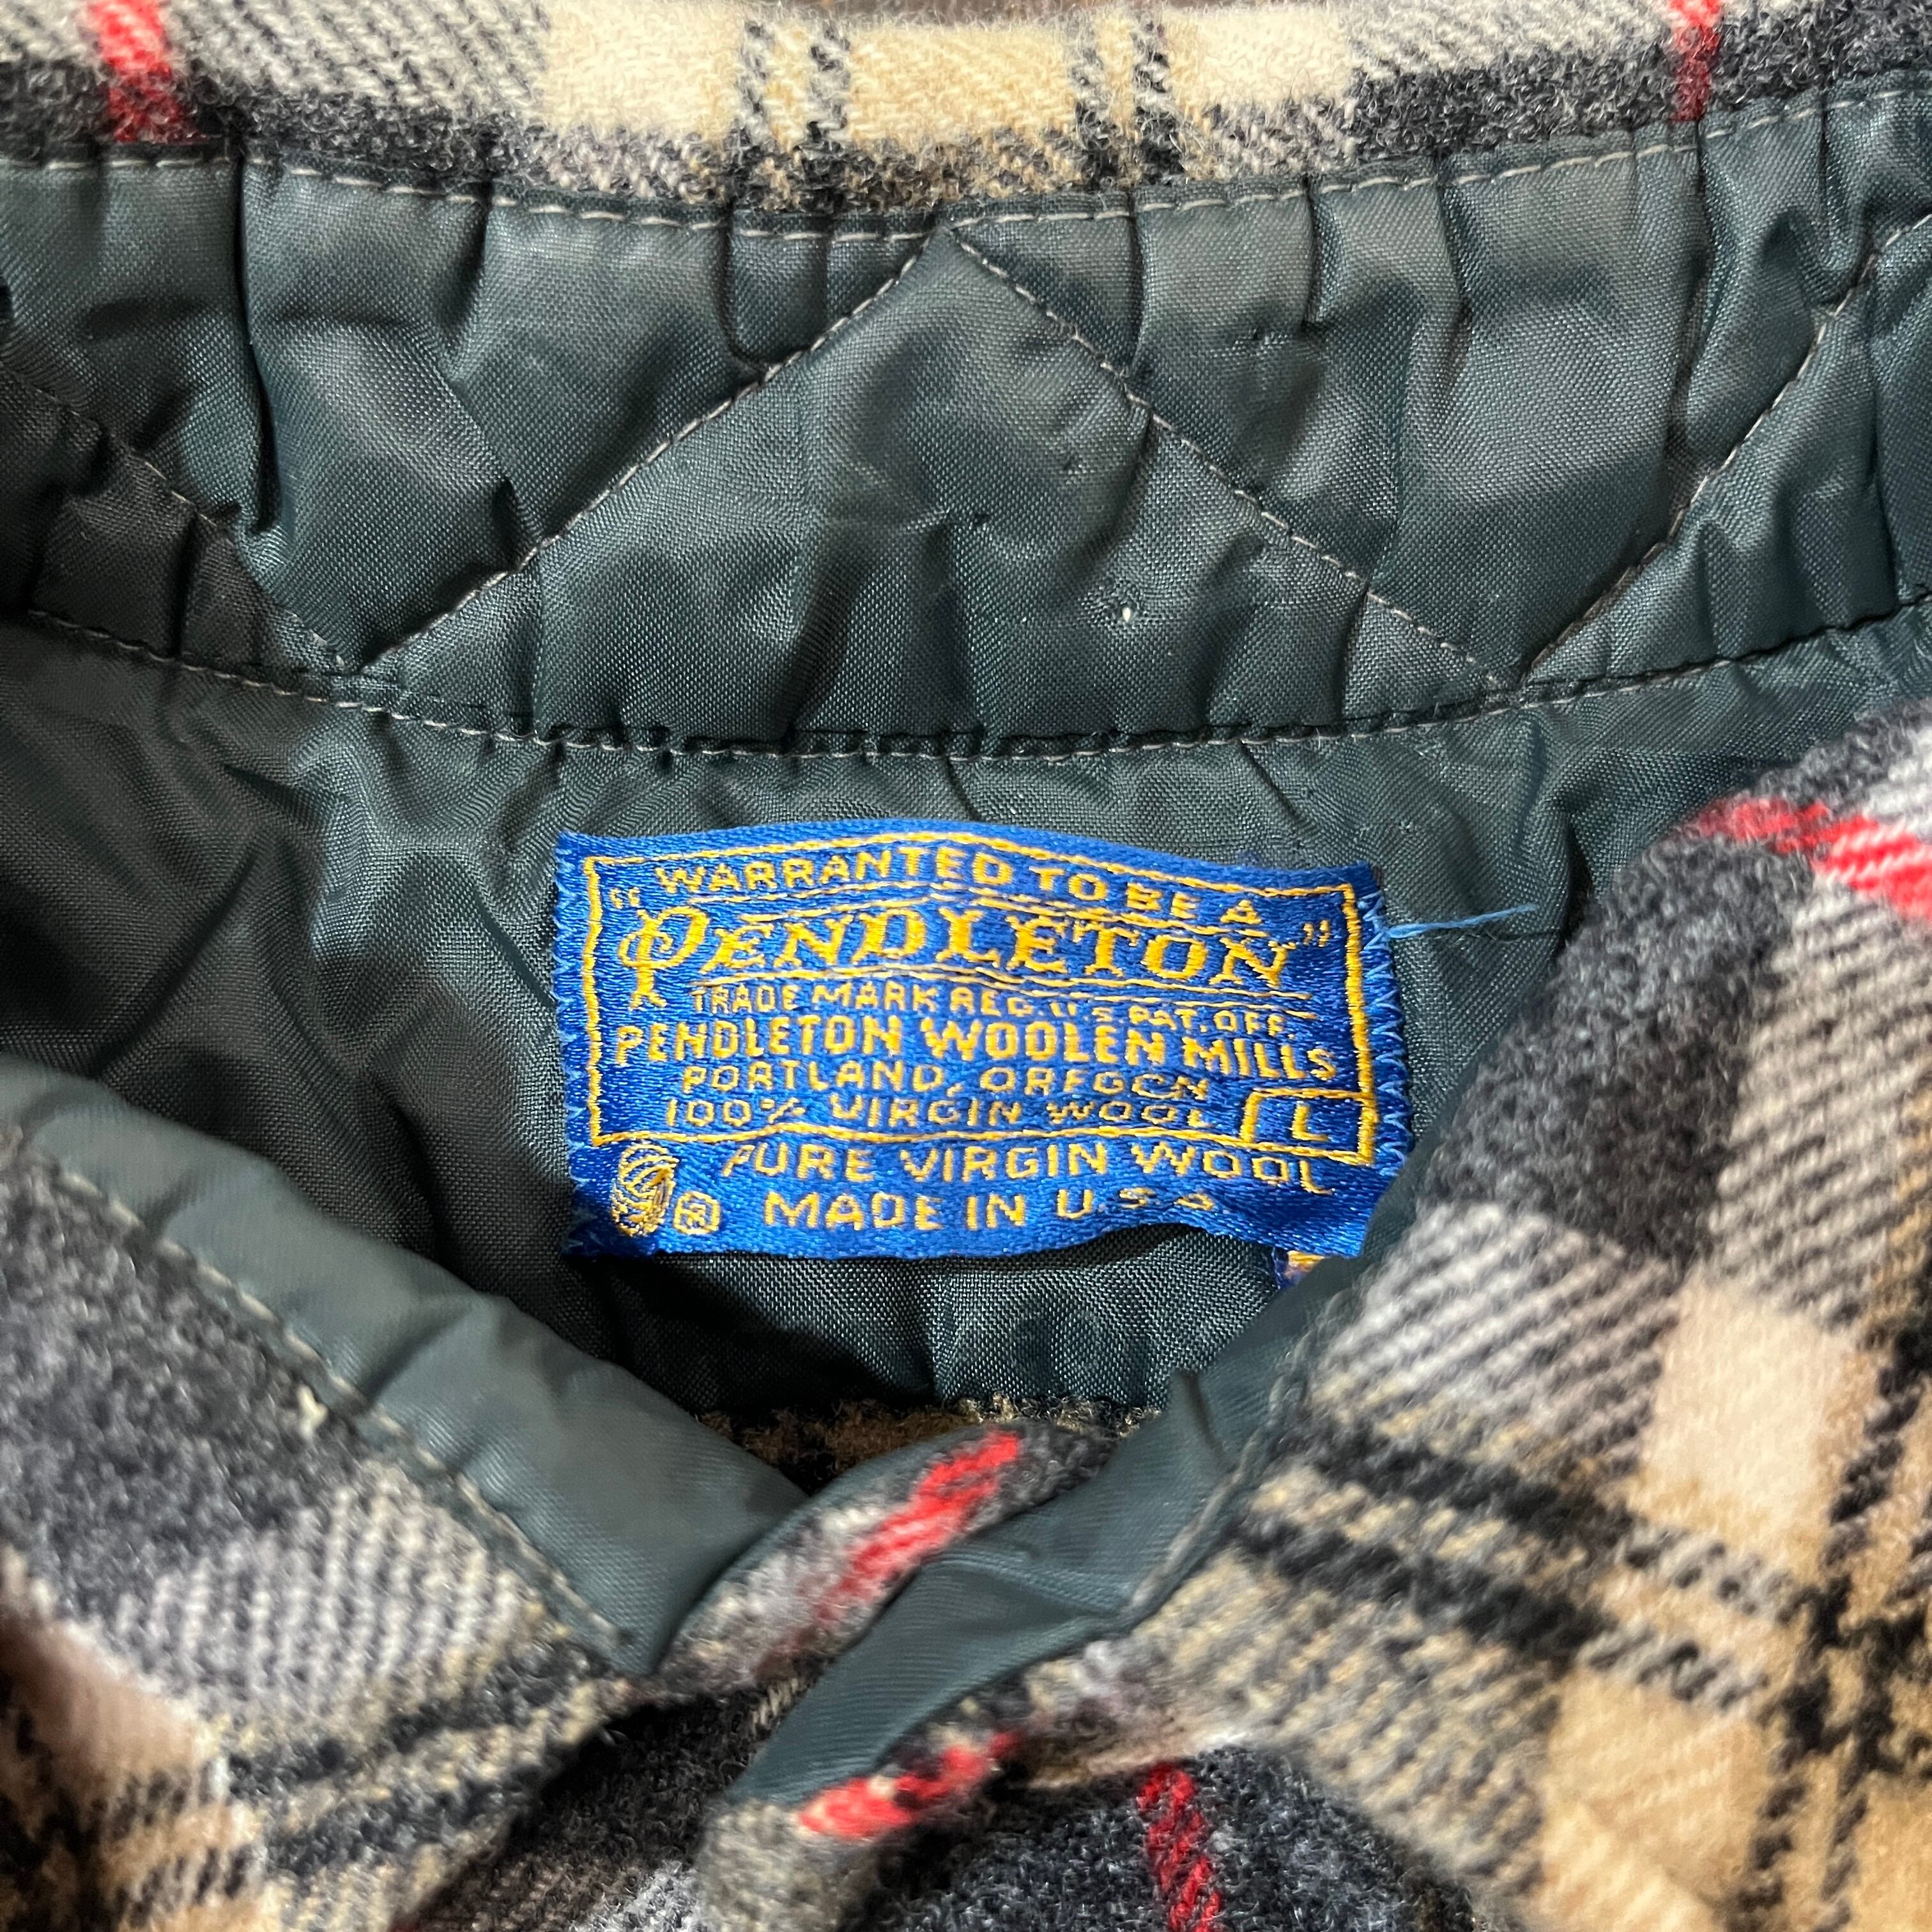 "WARRANTED TO BE A
PENDLETON"
TRADE MARK REG. U.S. PAT. OFF.
PENDLETON WOOLEN MILLS
PORTLAND, OREGON
100% VIRGIN WOOL L
PURE VIRGIN WOOL
® MADE IN U.S.A.